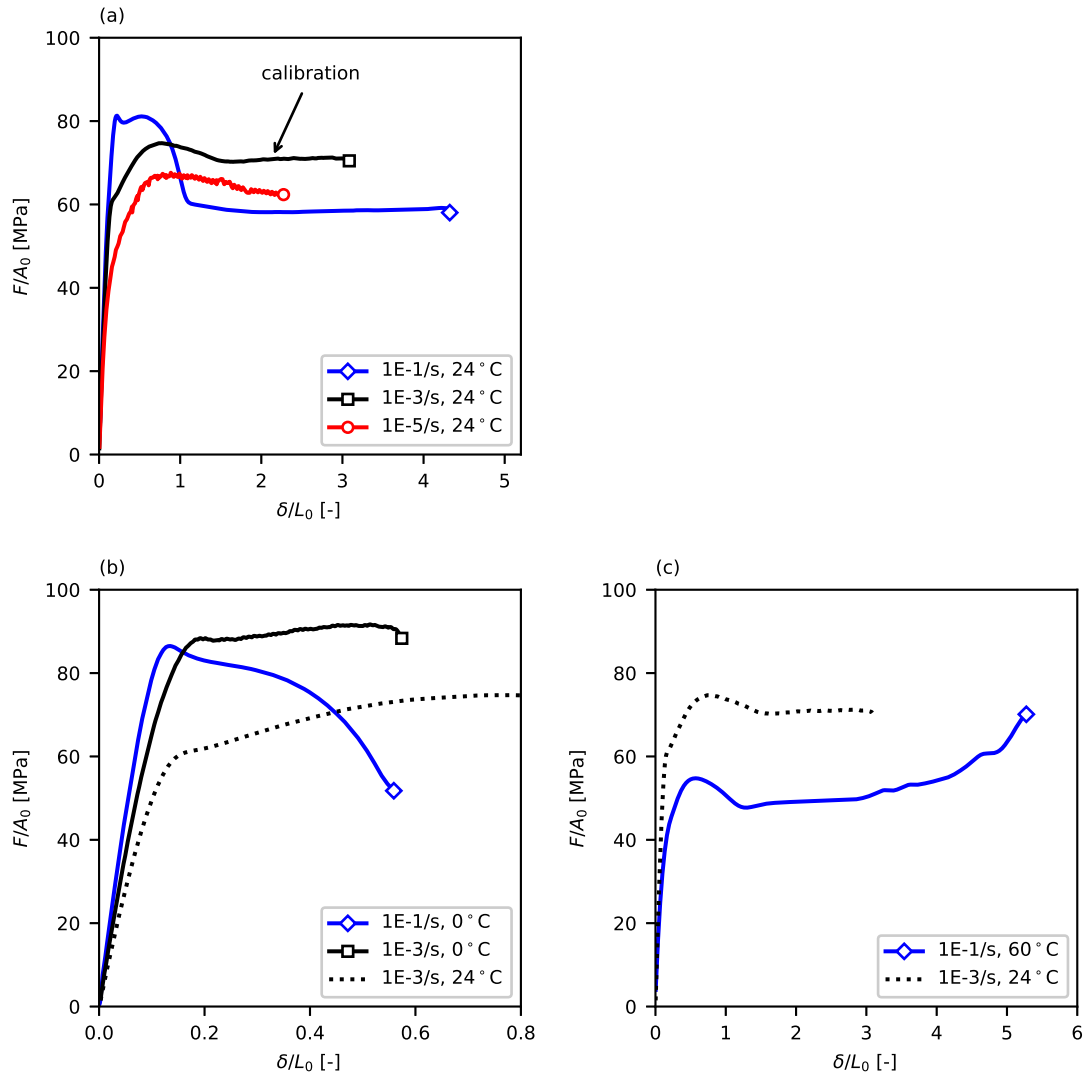 (a)
100
80
60
40
20
0
F/A₀ [MPa]
calibration
1E-1/s, 24°C
1E-3/s, 24°C
1E-5/s, 24°C
0 1 2 3 4 5
δ/L₀ [-]
(b)
100
80
60
40
20
0
F/A₀ [MPa]
1E-1/s, 0°C
1E-3/s, 0°C
1E-3/s, 24°C
0.0 0.2 0.4 0.6 0.8
δ/L₀ [-]
(c)
100
80
60
40
20
0
F/A₀ [MPa]
1E-1/s, 60°C
1E-3/s, 24°C
0 1 2 3 4 5 6
δ/L₀ [-]